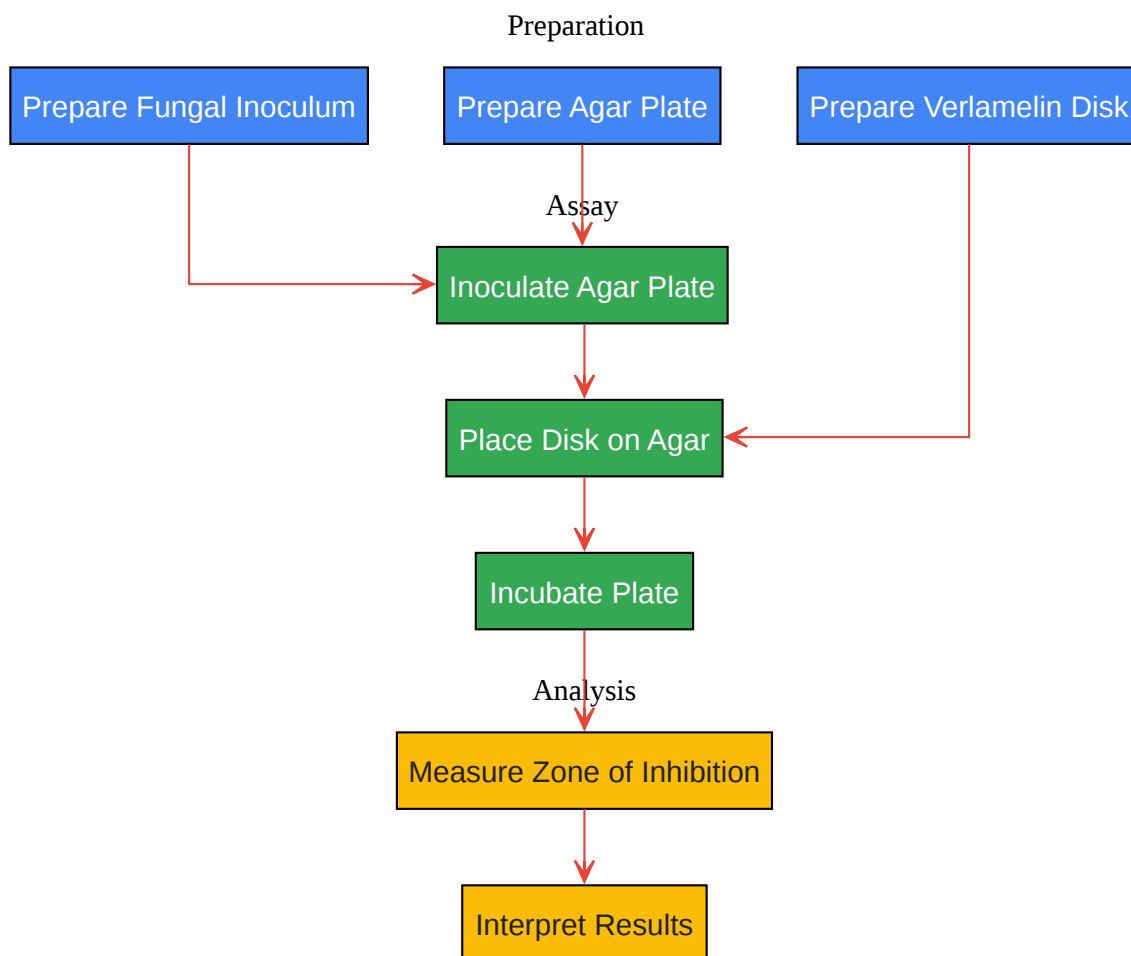 Preparation
Prepare Fungal Inoculum
Prepare Agar Plate
Prepare Verlamelin Disk
Assay
Inoculate Agar Plate
Place Disk on Agar
Incubate Plate
Analysis
Measure Zone of Inhibition
Interpret Results